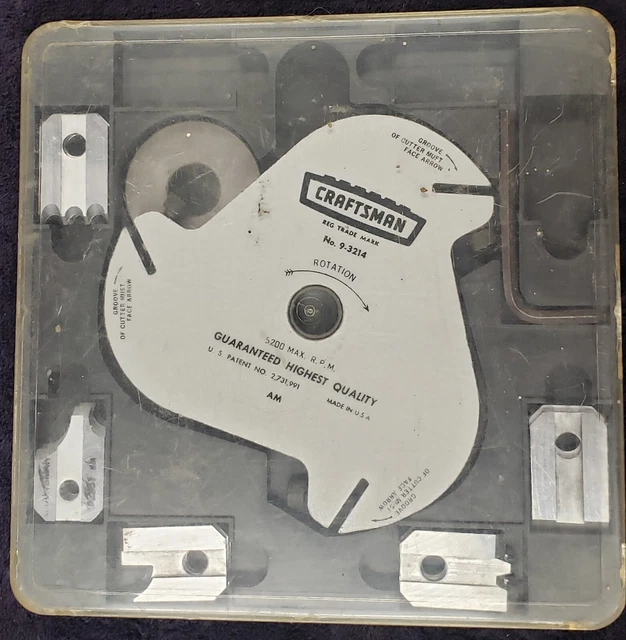 GROOVE
OF CUTTER MUST
FACE ARROW
CRAFTSMAN
REG TRADE MARK
No. 9-3214
ROTATION
GROOVE
OF CUTTER MUST
FACE ARROW
5200 MAX. R.P.M.
GUARANTEED HIGHEST QUALITY
U.S. PATENT NO. 2,731,991
MADE IN U.S.A
AM
GROOVE
OF CUTTER MUST
FACE ARROW